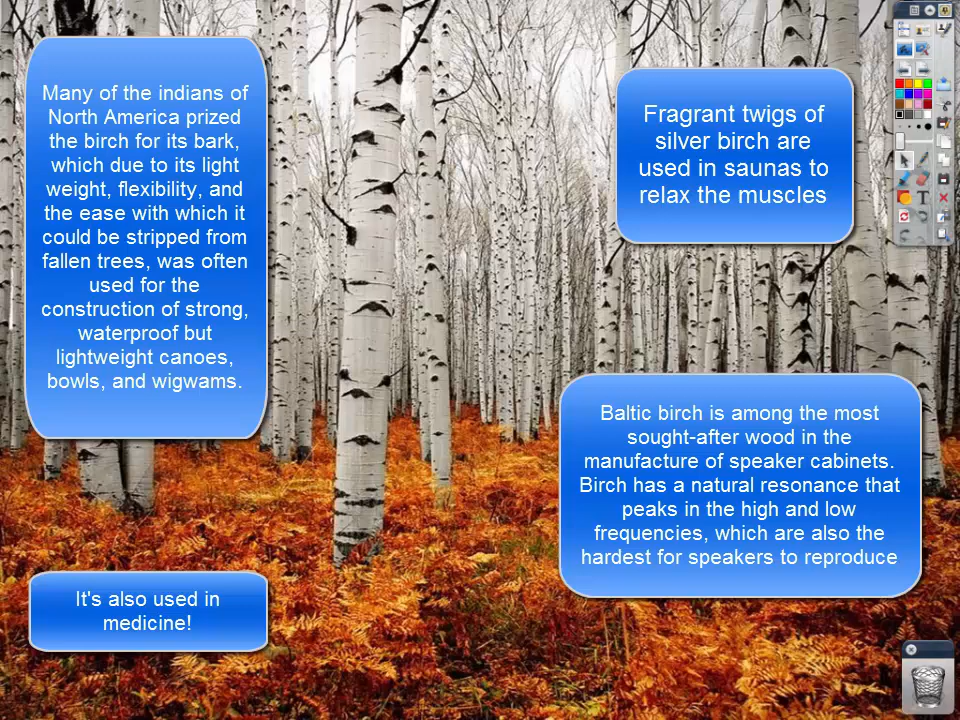 Many of the indians of
North America prized
the birch for its bark,
which due to its light
weight, flexibility, and
the ease with which it
could be stripped from
fallen trees, was often
used for the
construction of strong,
waterproof but
lightweight canoes,
bowls, and wigwams.
Fragrant twigs of
silver birch are
used in saunas to
relax the muscles
Baltic birch is among the most
sought-after wood in the
manufacture of speaker cabinets.
Birch has a natural resonance that
peaks in the high and low
frequencies, which are also the
hardest for speakers to reproduce
It's also used in
medicine!